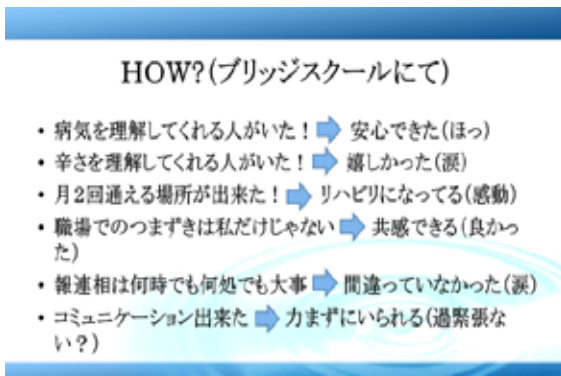 HOW?(ブリッジスクールにて)
• 病気を理解してくれる人がいた！ ➡ 安心できた(ほっ)
• 辛さを理解してくれる人がいた！ ➡ 嬉しかった(涙)
• 月2回通える場所が出来た！ ➡ リハビリになってる(感動)
• 職場でのつまずきは私だけじゃない ➡ 共感できる(良かっ
た)
• 報連相は何時でも何処でも大事 ➡ 間違っていなかった(涙)
• コミュニケーション出来た ➡ 力まずにいられる(過緊張な
い？)